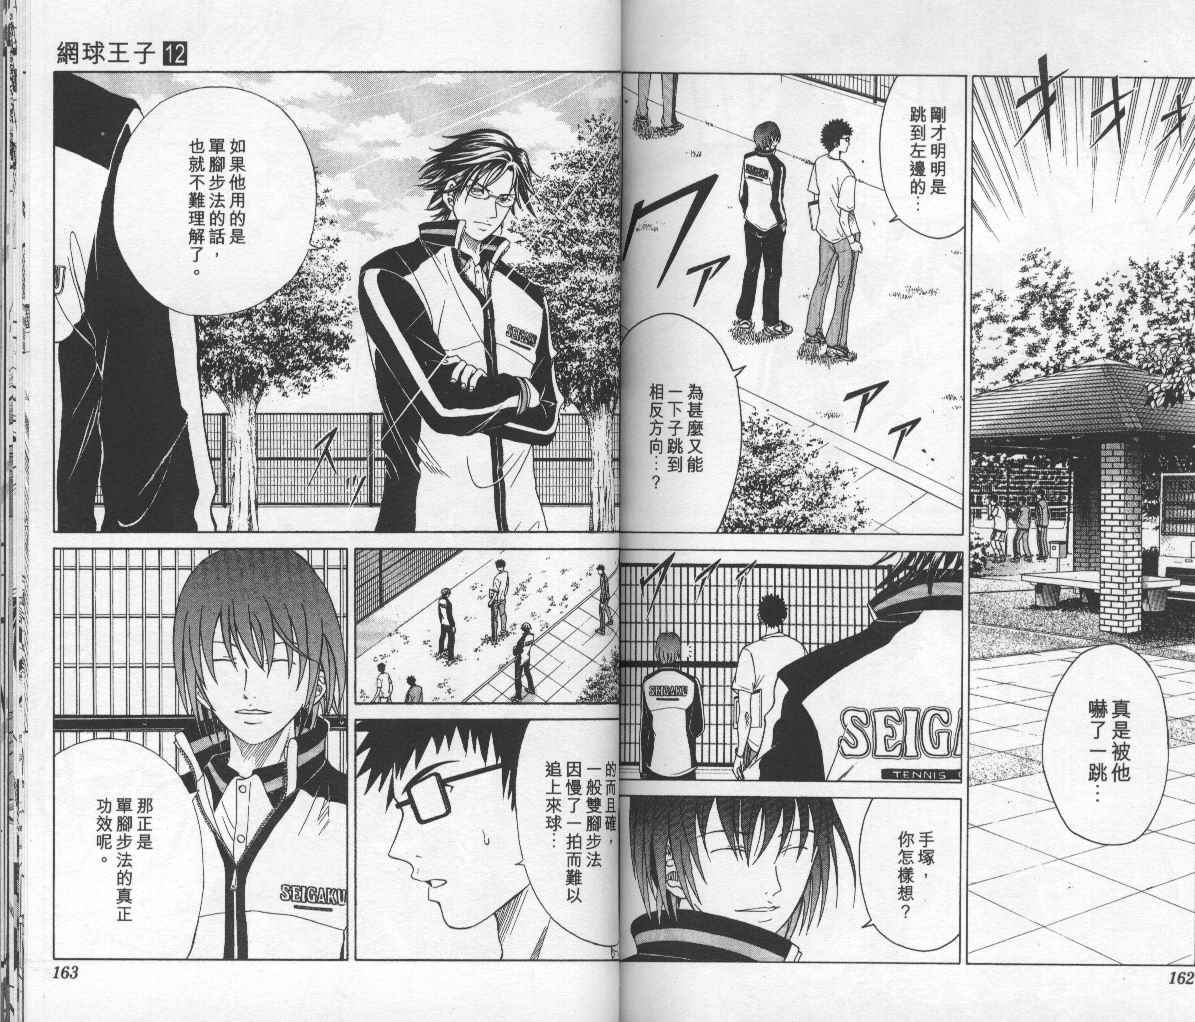 網球王子 12
真是被他
嚇了一跳…
剛才明明是
跳到左邊的…
為甚麼又能
一下子跳到
相反方向…？
SEIGAKU
SEIG
TENNIS
手塚，
你怎樣想？
162
如果他用的是
單腳步法的話，
也就不難理解了。
SEIGAKU
的而且確，
一般雙腳步法
因慢了一拍而難以
追上來球…
那正是
單腳步法的真正
功效呢。
SEIGAKU
163